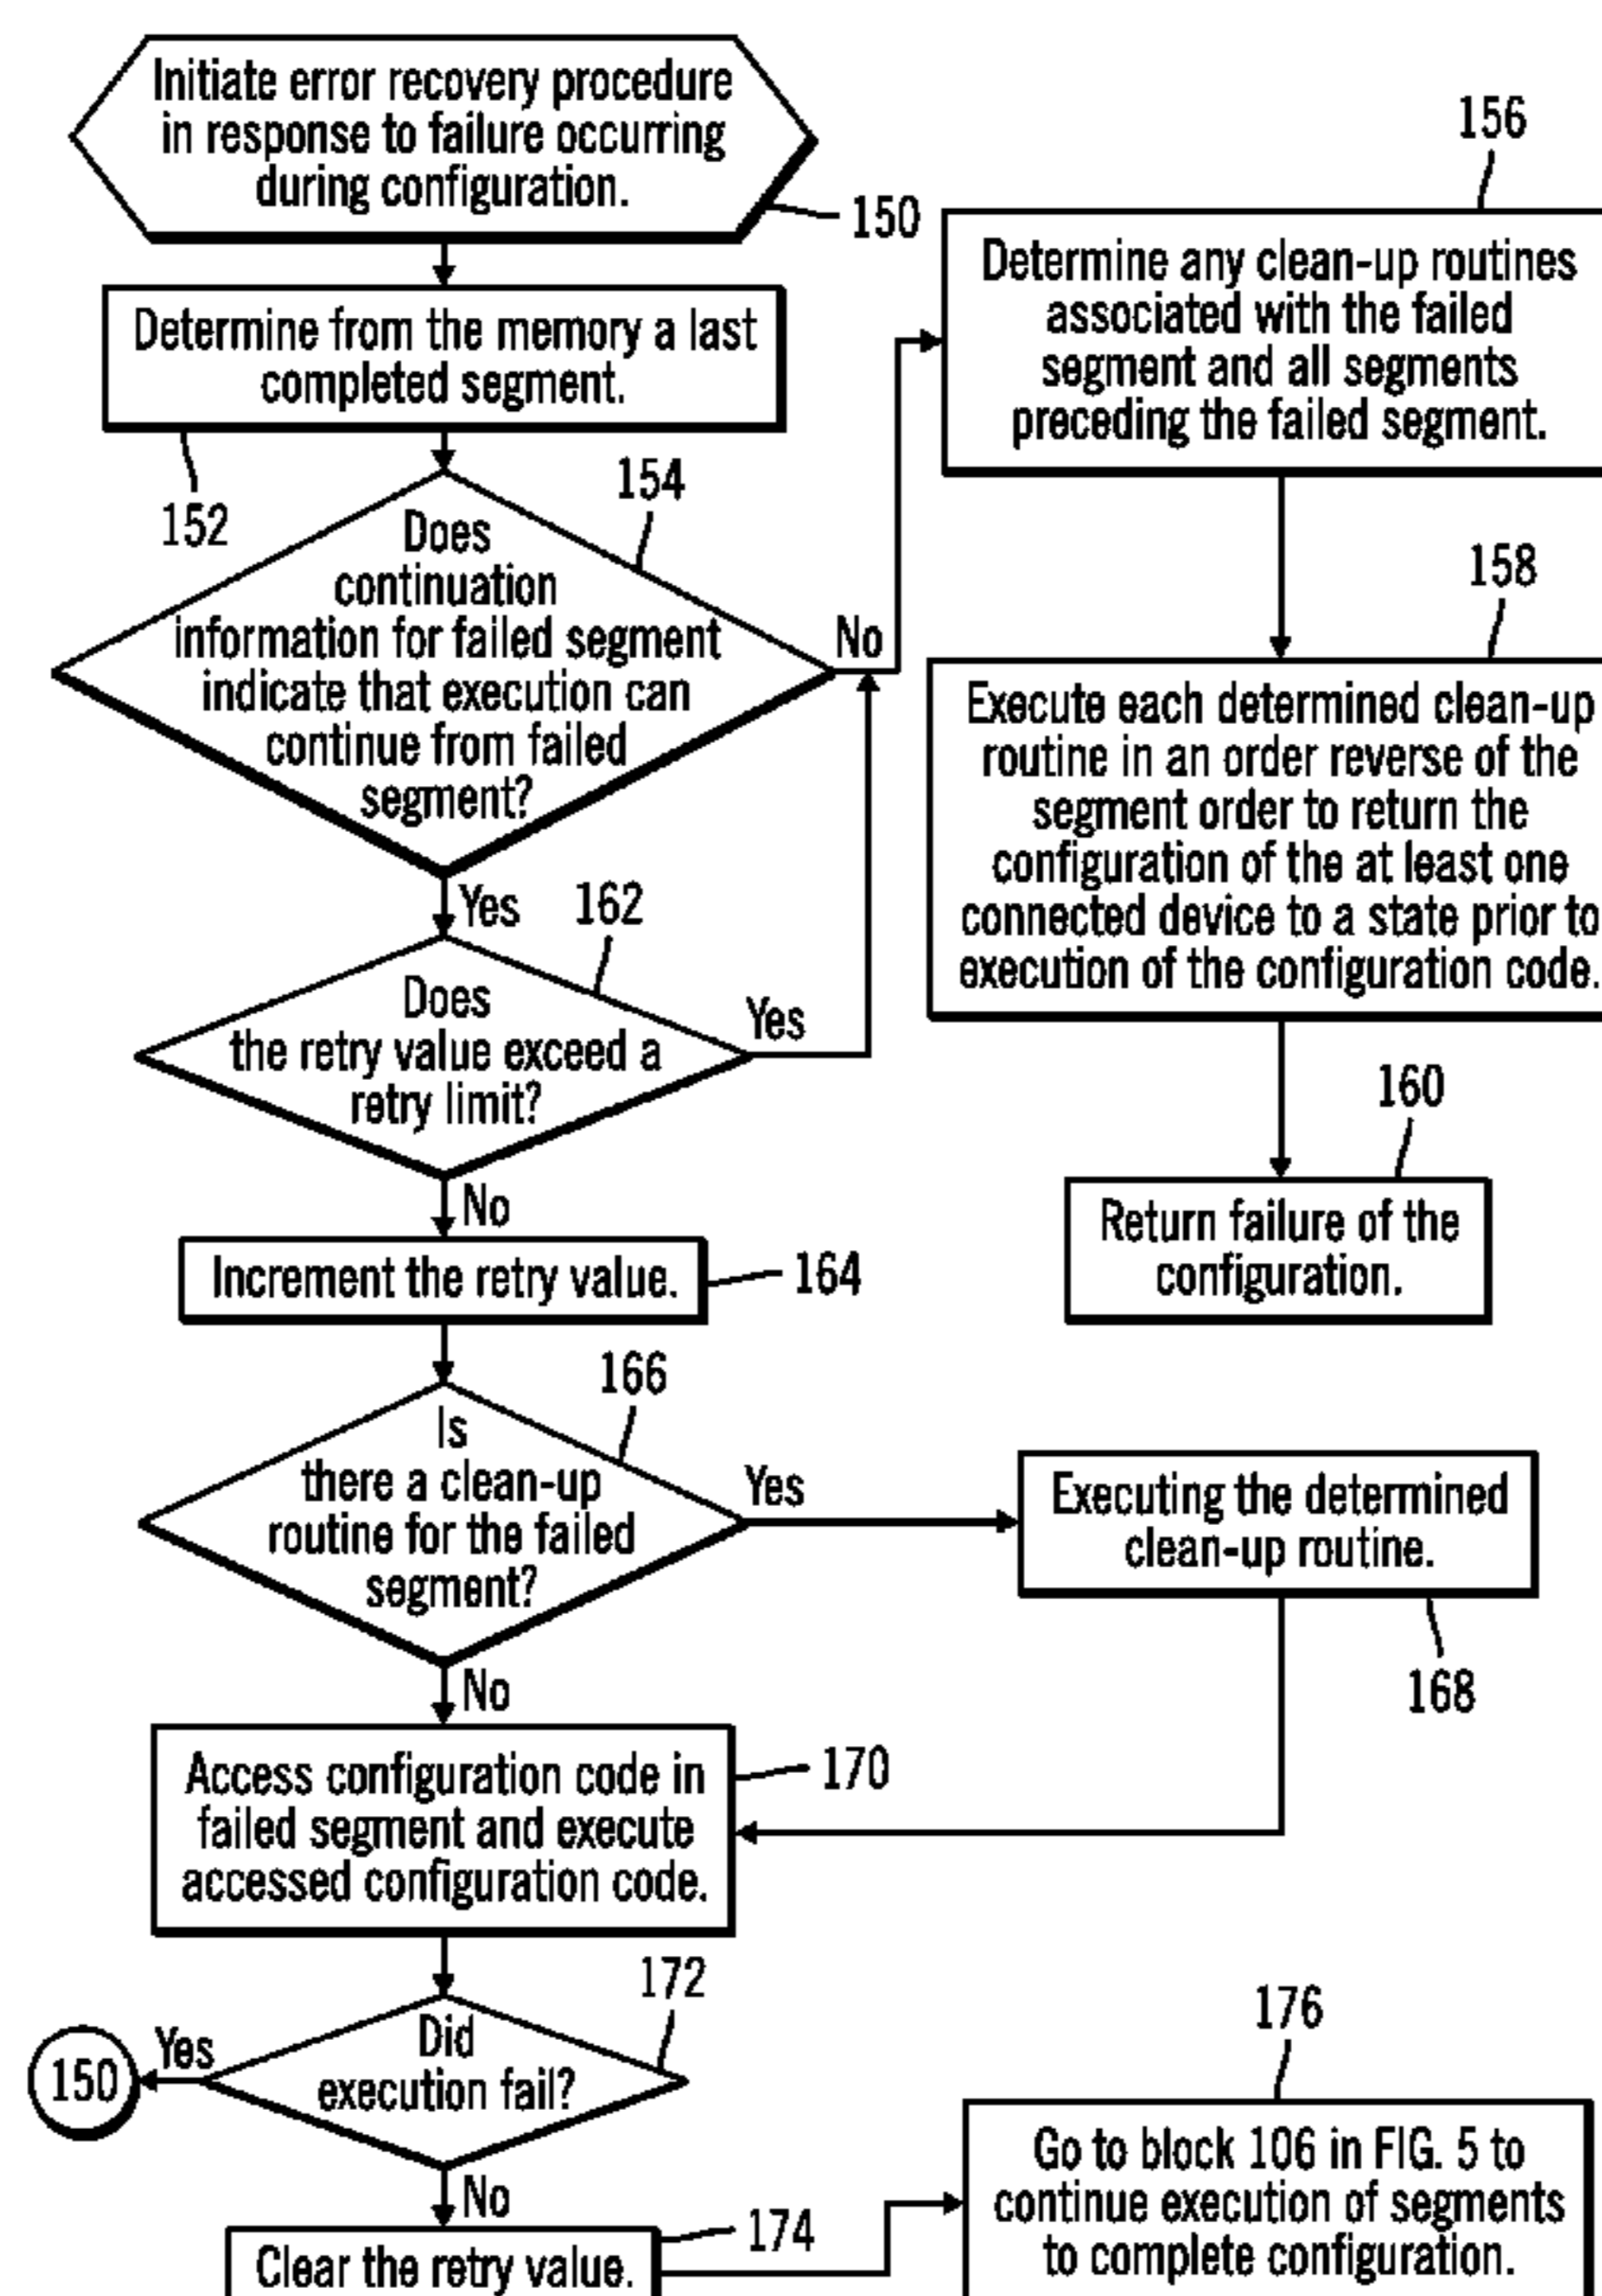 Initiate error recovery procedure
in response to failure occurring
during configuration.
150
Determine from the memory a last
completed segment.
152
154
Does
continuation
information for failed segment
indicate that execution can
continue from failed
segment?
No
Yes
156
Determine any clean-up routines
associated with the failed
segment and all segments
preceding the failed segment.
158
Execute each determined clean-up
routine in an order reverse of the
segment order to return the
configuration of the at least one
connected device to a state prior to
execution of the configuration code.
160
Return failure of the
configuration.
162
Does
the retry value exceed a
retry limit?
Yes
No
Increment the retry value.
164
166
Is
there a clean-up
routine for the failed
segment?
Yes
Executing the determined
clean-up routine.
168
No
Access configuration code in
failed segment and execute
accessed configuration code.
170
172
Did
execution fail?
Yes
150
No
Clear the retry value.
174
176
Go to block 106 in FIG. 5 to
continue execution of segments
to complete configuration.